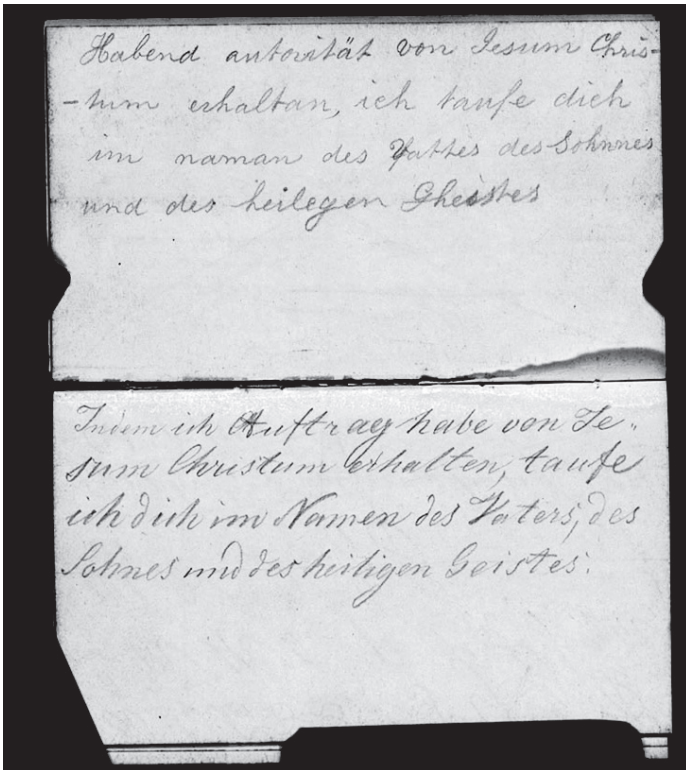 Habend autorität von Jesum Chris-
-tum erhaltan, ich taufe dich
im naman des Vattes des Sohnnes
und des heilegen Gheistes
Indem ich Auftrag habe von Je-
sum Christum erhalten, taufe
ich dich im Namen des Vaters, des
Sohnes und des heiligen Geistes.